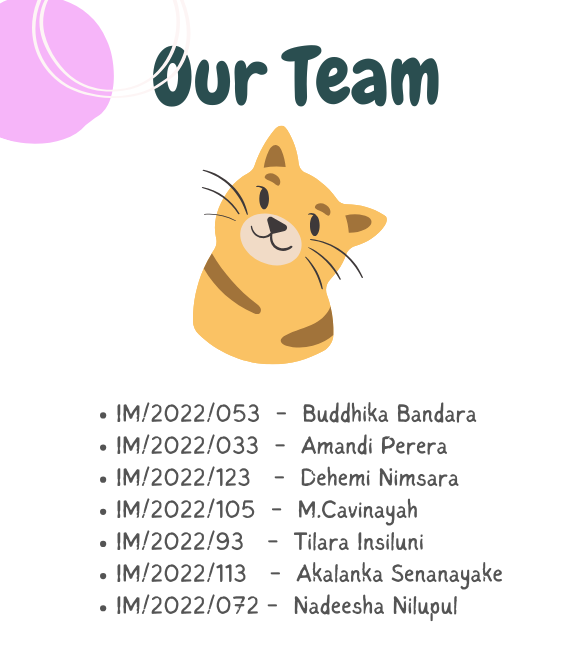 Our Team
• IM/2022/053 - Buddhika Bandara
• IM/2022/033 - Amandi Perera
• IM/2022/123 - Dehemi Nimsara
• IM/2022/105 - M.Cavinayah
• IM/2022/93 - Tilara Insiluni
• IM/2022/113 - Akalanka Senanayake
• IM/2022/072 - Nadeesha Nilupul